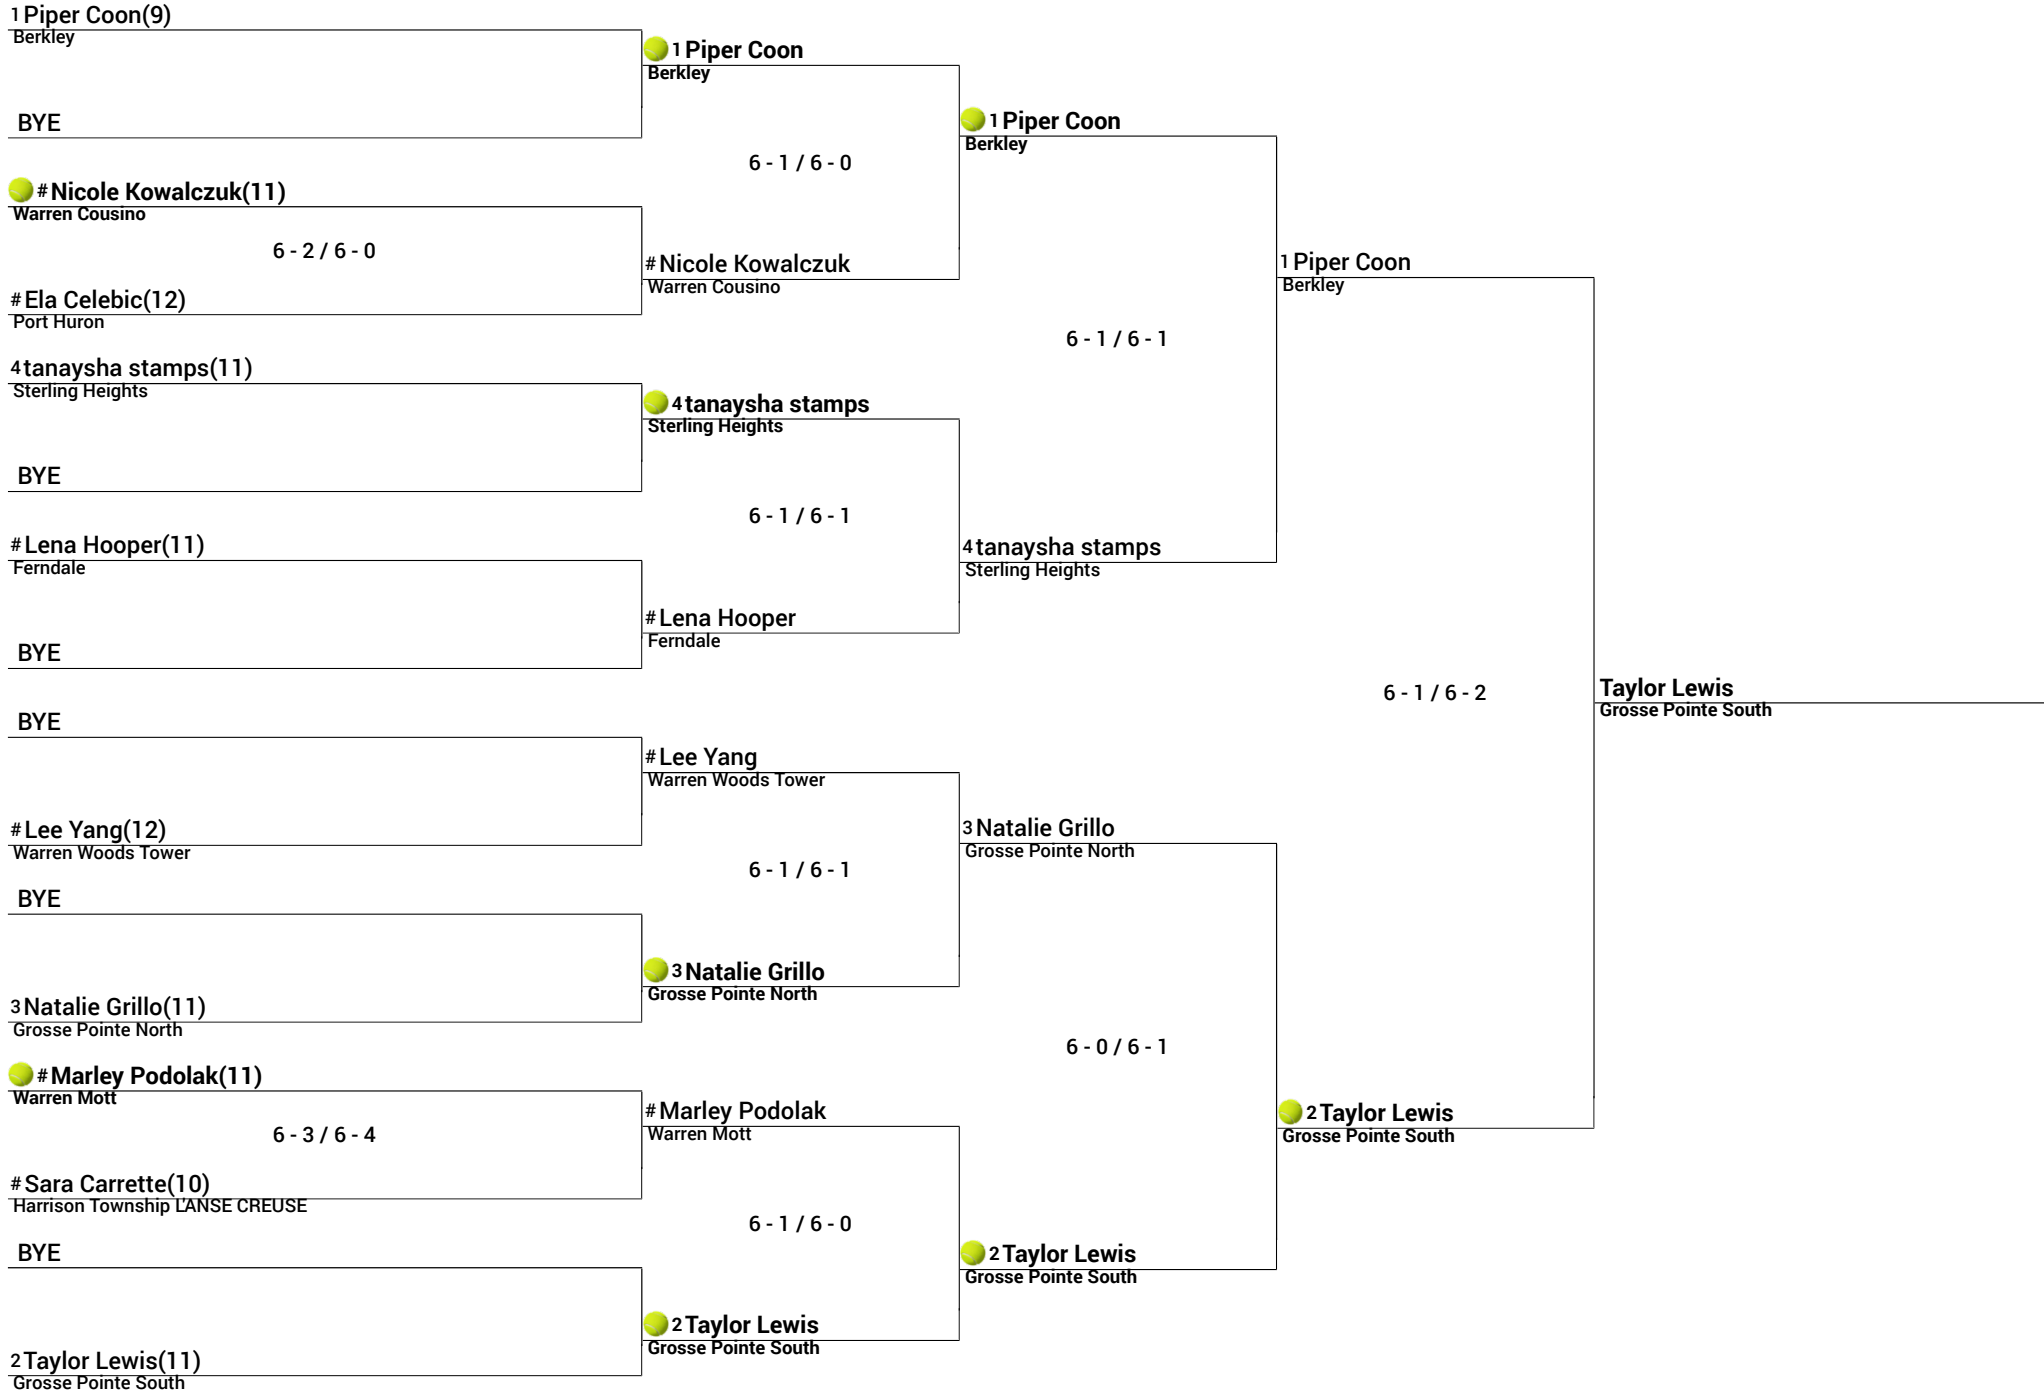 1 Piper Coon(9)
Berkley
BYE
# Nicole Kowalczuk(11)
Warren Cousino
6 - 2 / 6 - 0
# Ela Celebic(12)
Port Huron
4 tanaysha stamps(11)
Sterling Heights
BYE
# Lena Hooper(11)
Ferndale
BYE
BYE
# Lee Yang(12)
Warren Woods Tower
BYE
3 Natalie Grillo(11)
Grosse Pointe North
# Marley Podolak(11)
Warren Mott
6 - 3 / 6 - 4
# Sara Carrette(10)
Harrison Township L'ANSE CREUSE
BYE
2 Taylor Lewis(11)
Grosse Pointe South
1 Piper Coon
Berkley
6 - 1 / 6 - 0
# Nicole Kowalczuk
Warren Cousino
4 tanaysha stamps
Sterling Heights
6 - 1 / 6 - 1
# Lena Hooper
Ferndale
# Lee Yang
Warren Woods Tower
6 - 1 / 6 - 1
3 Natalie Grillo
Grosse Pointe North
# Marley Podolak
Warren Mott
6 - 1 / 6 - 0
2 Taylor Lewis
Grosse Pointe South
1 Piper Coon
Berkley
6 - 1 / 6 - 1
4 tanaysha stamps
Sterling Heights
3 Natalie Grillo
Grosse Pointe North
6 - 0 / 6 - 1
2 Taylor Lewis
Grosse Pointe South
1 Piper Coon
Berkley
6 - 1 / 6 - 2
2 Taylor Lewis
Grosse Pointe South
Taylor Lewis
Grosse Pointe South